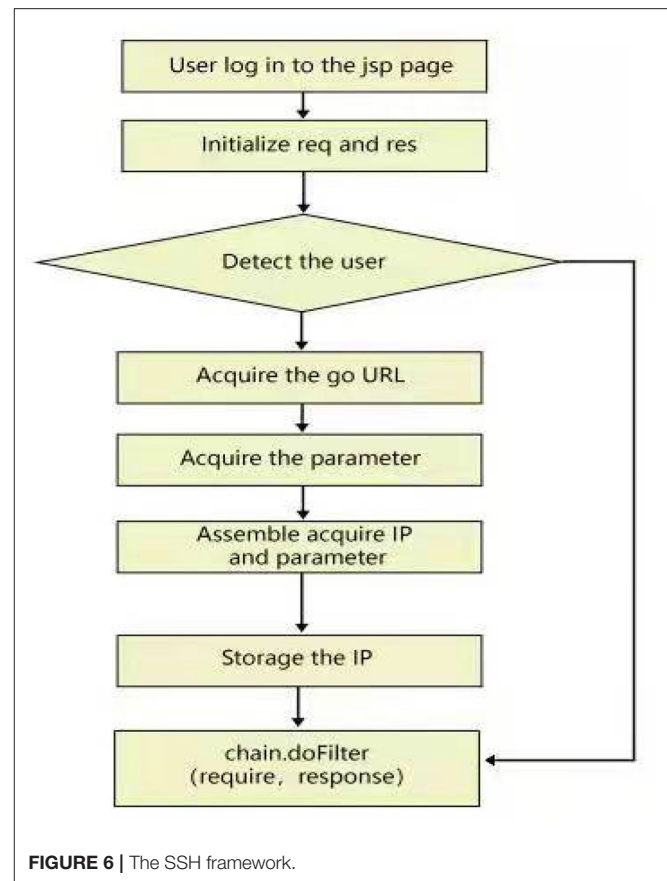 User log in to the jsp page
Initialize req and res
Detect the user
Acquire the go URL
Acquire the parameter
Assemble acquire IP
and parameter
Storage the IP
chain.doFilter
(require, response)
FIGURE 6 | The SSH framework.